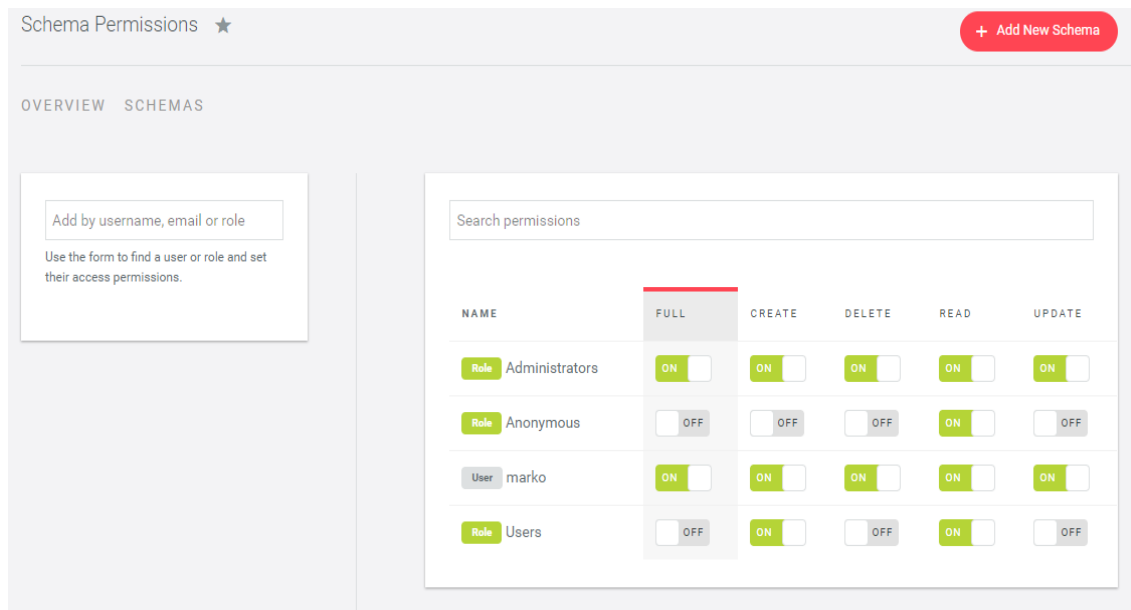 Schema Permissions
+ Add New Schema
OVERVIEW SCHEMAS
Add by username, email or role
Use the form to find a user or role and set
their access permissions.
Search permissions
NAME FULL CREATE DELETE READ UPDATE
Role Administrators ON ON ON ON ON
Role Anonymous OFF OFF OFF ON OFF
User marko ON ON ON ON ON
Role Users OFF ON OFF ON OFF